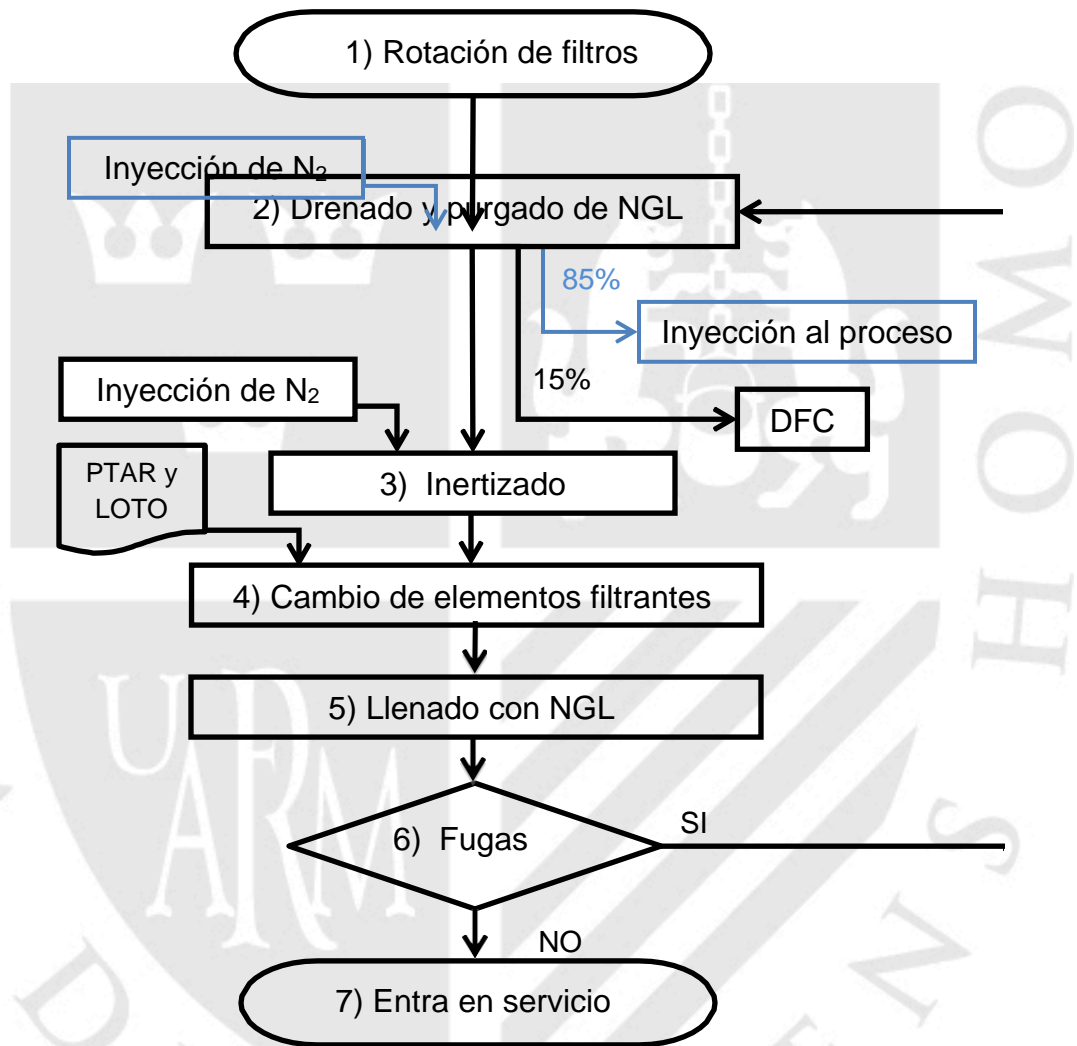 1) Rotación de filtros
Inyección de N₂
2) Drenado y purgado de NGL
85%
Inyección al proceso
15%
Inyección de N₂
DFC
PTAR y
LOTO
3) Inertizado
4) Cambio de elementos filtrantes
5) Llenado con NGL
6) Fugas
SI
NO
7) Entra en servicio